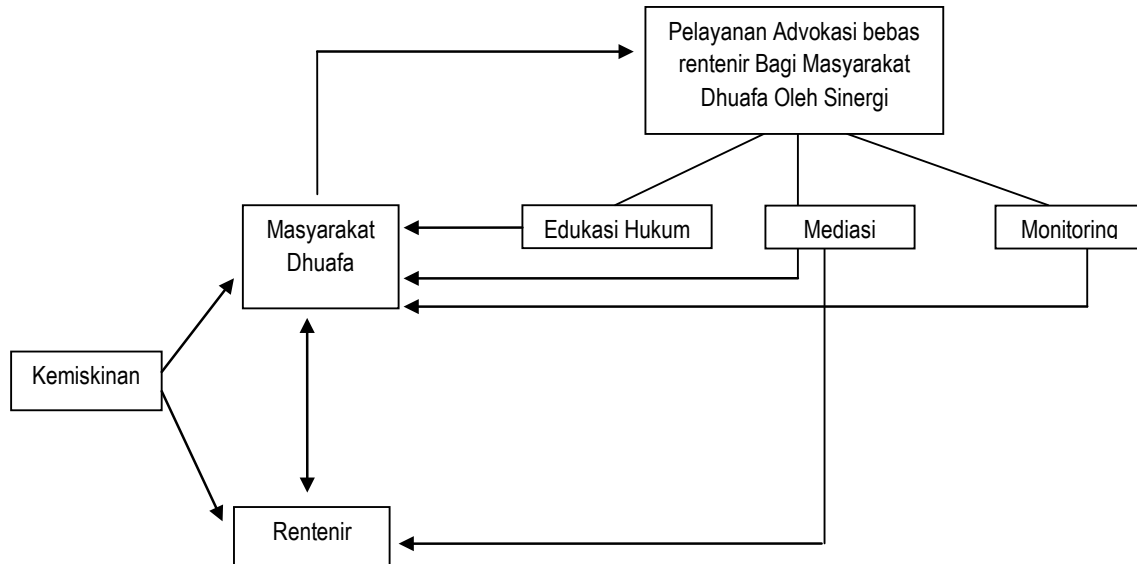 Pelayanan Advokasi bebas
rentenir Bagi Masyarakat
Dhuafa Oleh Sinergi
Masyarakat
Dhuafa
Edukasi Hukum
Mediasi
Monitoring
Kemiskinan
Rentenir